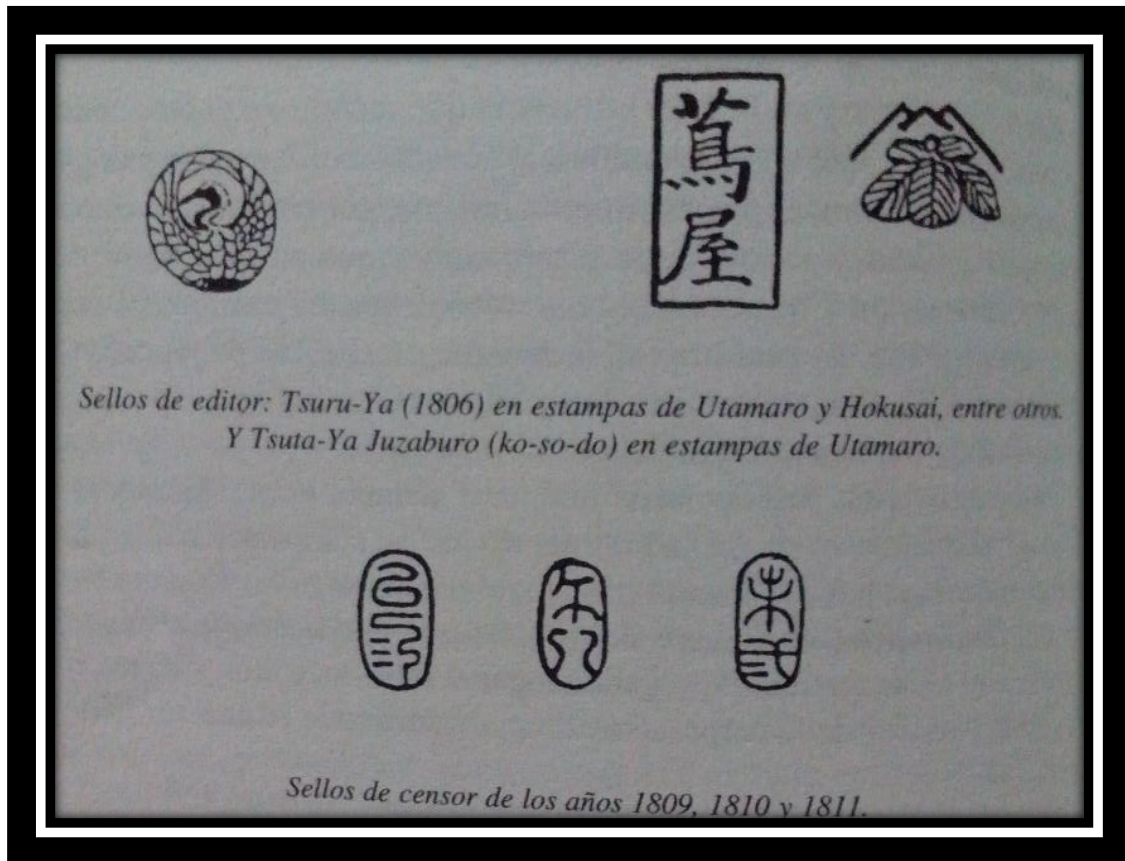 蔦屋
Sellos de editor: Tsuru-Ya (1806) en estampas de Utamaro y Hokusai, entre otros.
Y Tsuta-Ya Juzaburo (ko-so-do) en estampas de Utamaro.
Sellos de censor de los años 1809, 1810 y 1811.